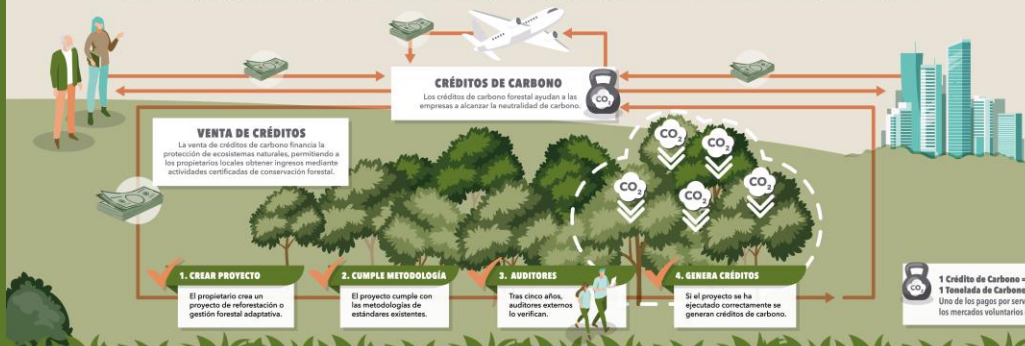 CRÉDITOS DE CARBONO
Los créditos de carbono forestal ayudan a las
empresas a alcanzar la neutralidad de carbono.
CO₂
VENTA DE CRÉDITOS
La venta de créditos de carbono financia la
protección de ecosistemas naturales, permitiendo a
los propietarios locales obtener ingresos mediante
actividades certificadas de conservación forestal.
CO₂
CO₂
CO₂
CO₂
CO₂
1. CREAR PROYECTO
El propietario crea un
proyecto de reforestación o
gestión forestal adaptativa.
2. CUMPLE METODOLOGÍA
El proyecto cumple con
las metodologías de
estándares existentes.
3. AUDITORES
Tras cinco años,
auditores externos
lo verifican.
4. GENERA CRÉDITOS
Si el proyecto se ha
ejecutado correctamente se
generan créditos de carbono.
CO₂
1 Crédito de Carbono =
1 Tonelada de Carbono
Uno de los pagos por
los mercados voluntarios